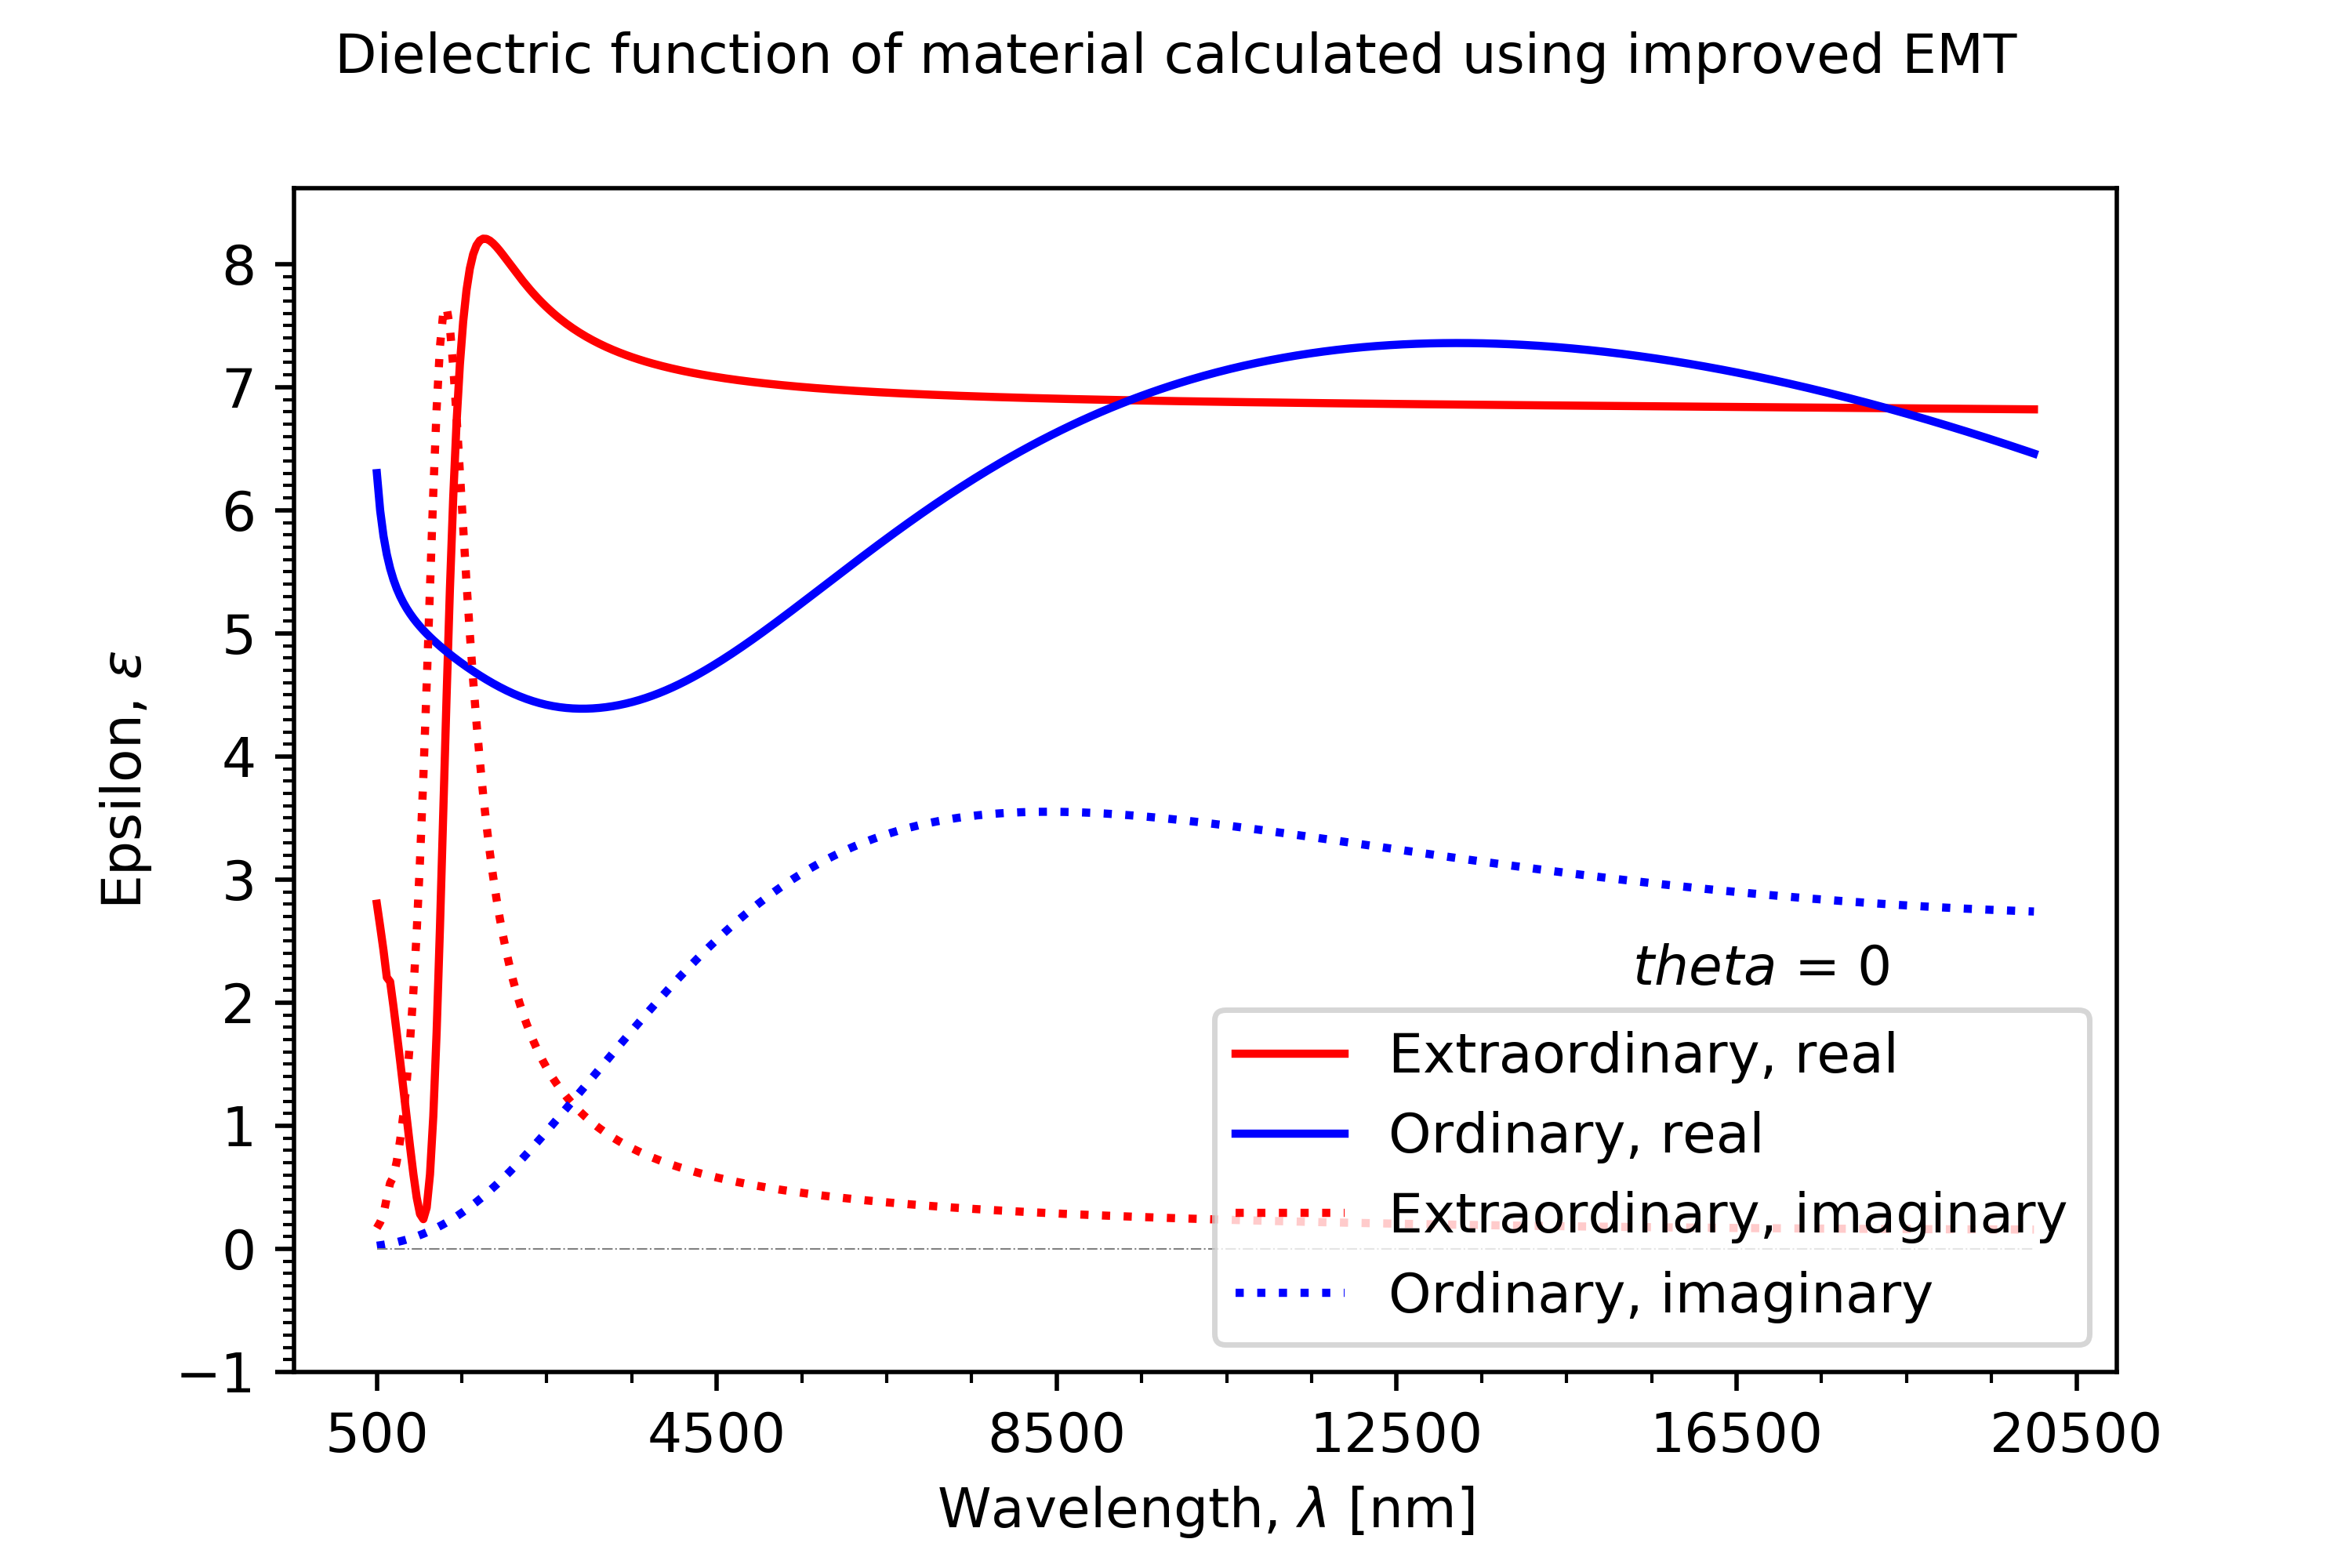 Dielectric function of material calculated using improved EMT
8
7
6
5
4
3
2
1
0
−1
Epsilon, ε
theta = 0
Extraordinary, real
Ordinary, real
Extraordinary, imaginary
Ordinary, imaginary
500 4500 8500 12500 16500 20500
Wavelength, λ [nm]